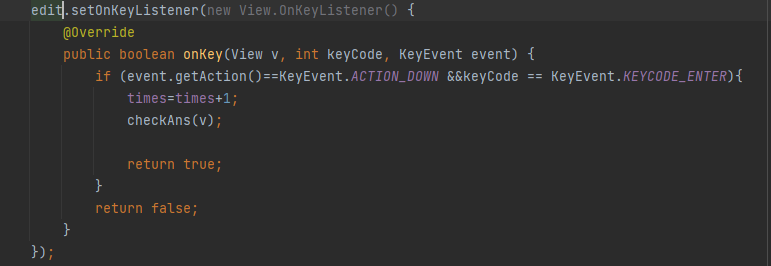 edit.setOnKeyListener(new View.OnKeyListener() {
    @Override
    public boolean onKey(View v, int keyCode, KeyEvent event) {
        if (event.getAction()==KeyEvent.ACTION_DOWN &&keyCode == KeyEvent.KEYCODE_ENTER){
            times=times+1;
            checkAns(v);

            return true;
        }
        return false;
    }
});